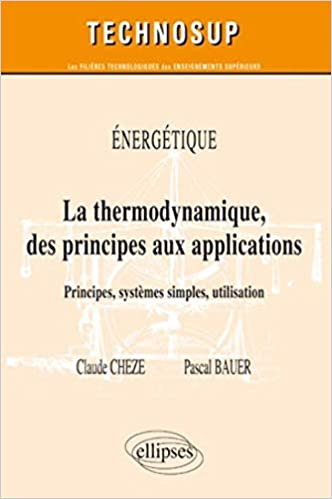 TECHNOSUP
Les FILIÈRES TECHNOLOGIQUES des ENSEIGNEMENTS SUPÉRIEURS
ÉNERGÉTIQUE
La thermodynamique,
des principes aux applications
Principes, systèmes simples, utilisation
Claude CHEZE Pascal BAUER
ellipses